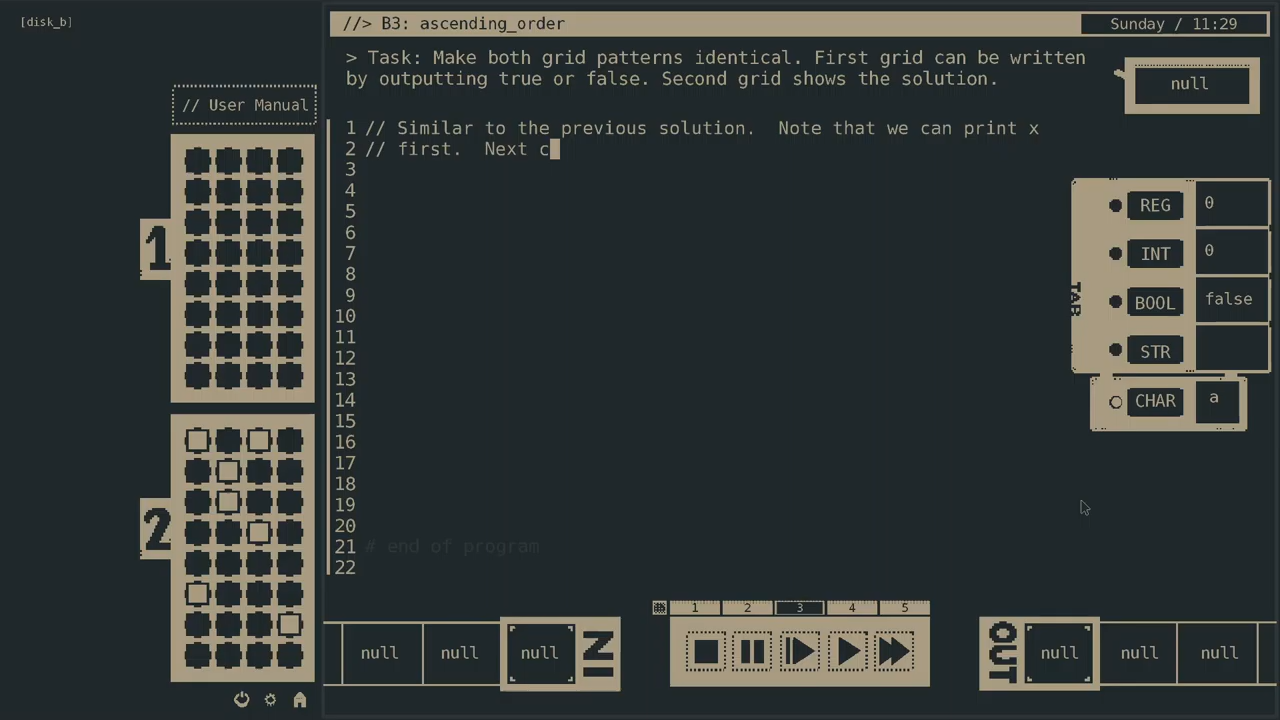 [disk_b]
//> B3: ascending_order
Sunday / 11:29
> Task: Make both grid patterns identical. First grid can be written
by outputting true or false. Second grid shows the solution.
null
// User Manual
1 // Similar to the previous solution.  Note that we can print x
2 // first.  Next c
3
4
5
6
7
8
9
10
11
12
13
14
15
16
17
18
19
20
21 # end of program
22
1
2
TAP
REG 0
INT 0
BOOL false
STR
CHAR a
1 2 3 4 5
null null null IN
OUT null null null